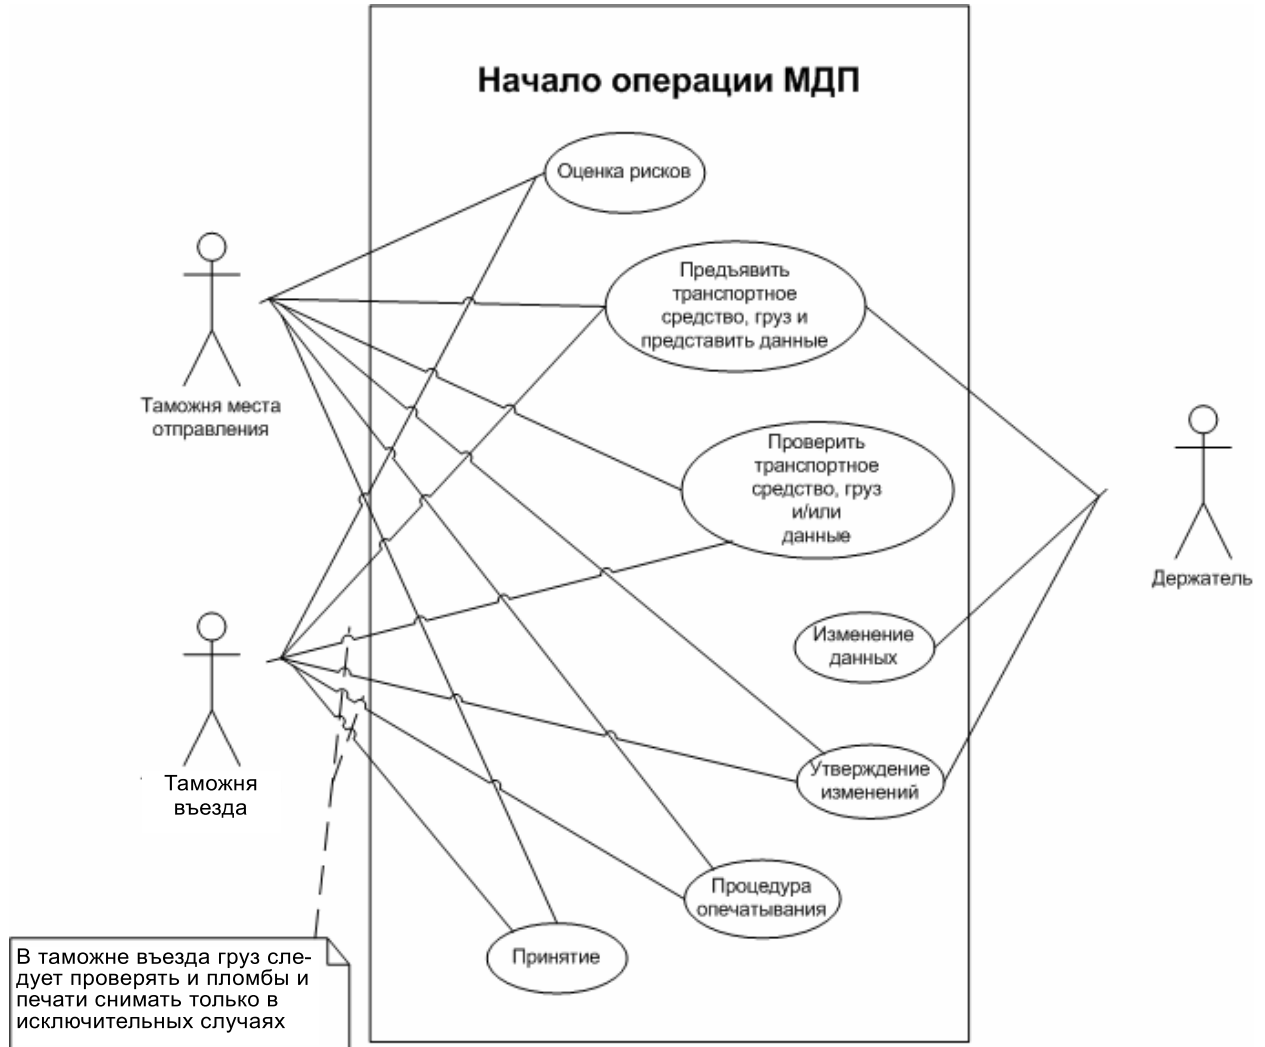 Начало операции МДП
Оценка рисков
Предъявить
транспортное
средство, груз и
представить данные
Таможня места
отправления
Проверить
транспортное
средство, груз
и/или
данные
Держатель
Изменение
данных
Таможня
въезда
Утверждение
изменений
Процедура
опечатывания
Принятие
В таможне въезда груз сле-
дует проверять и пломбы и
печати снимать только в
исключительных случаях